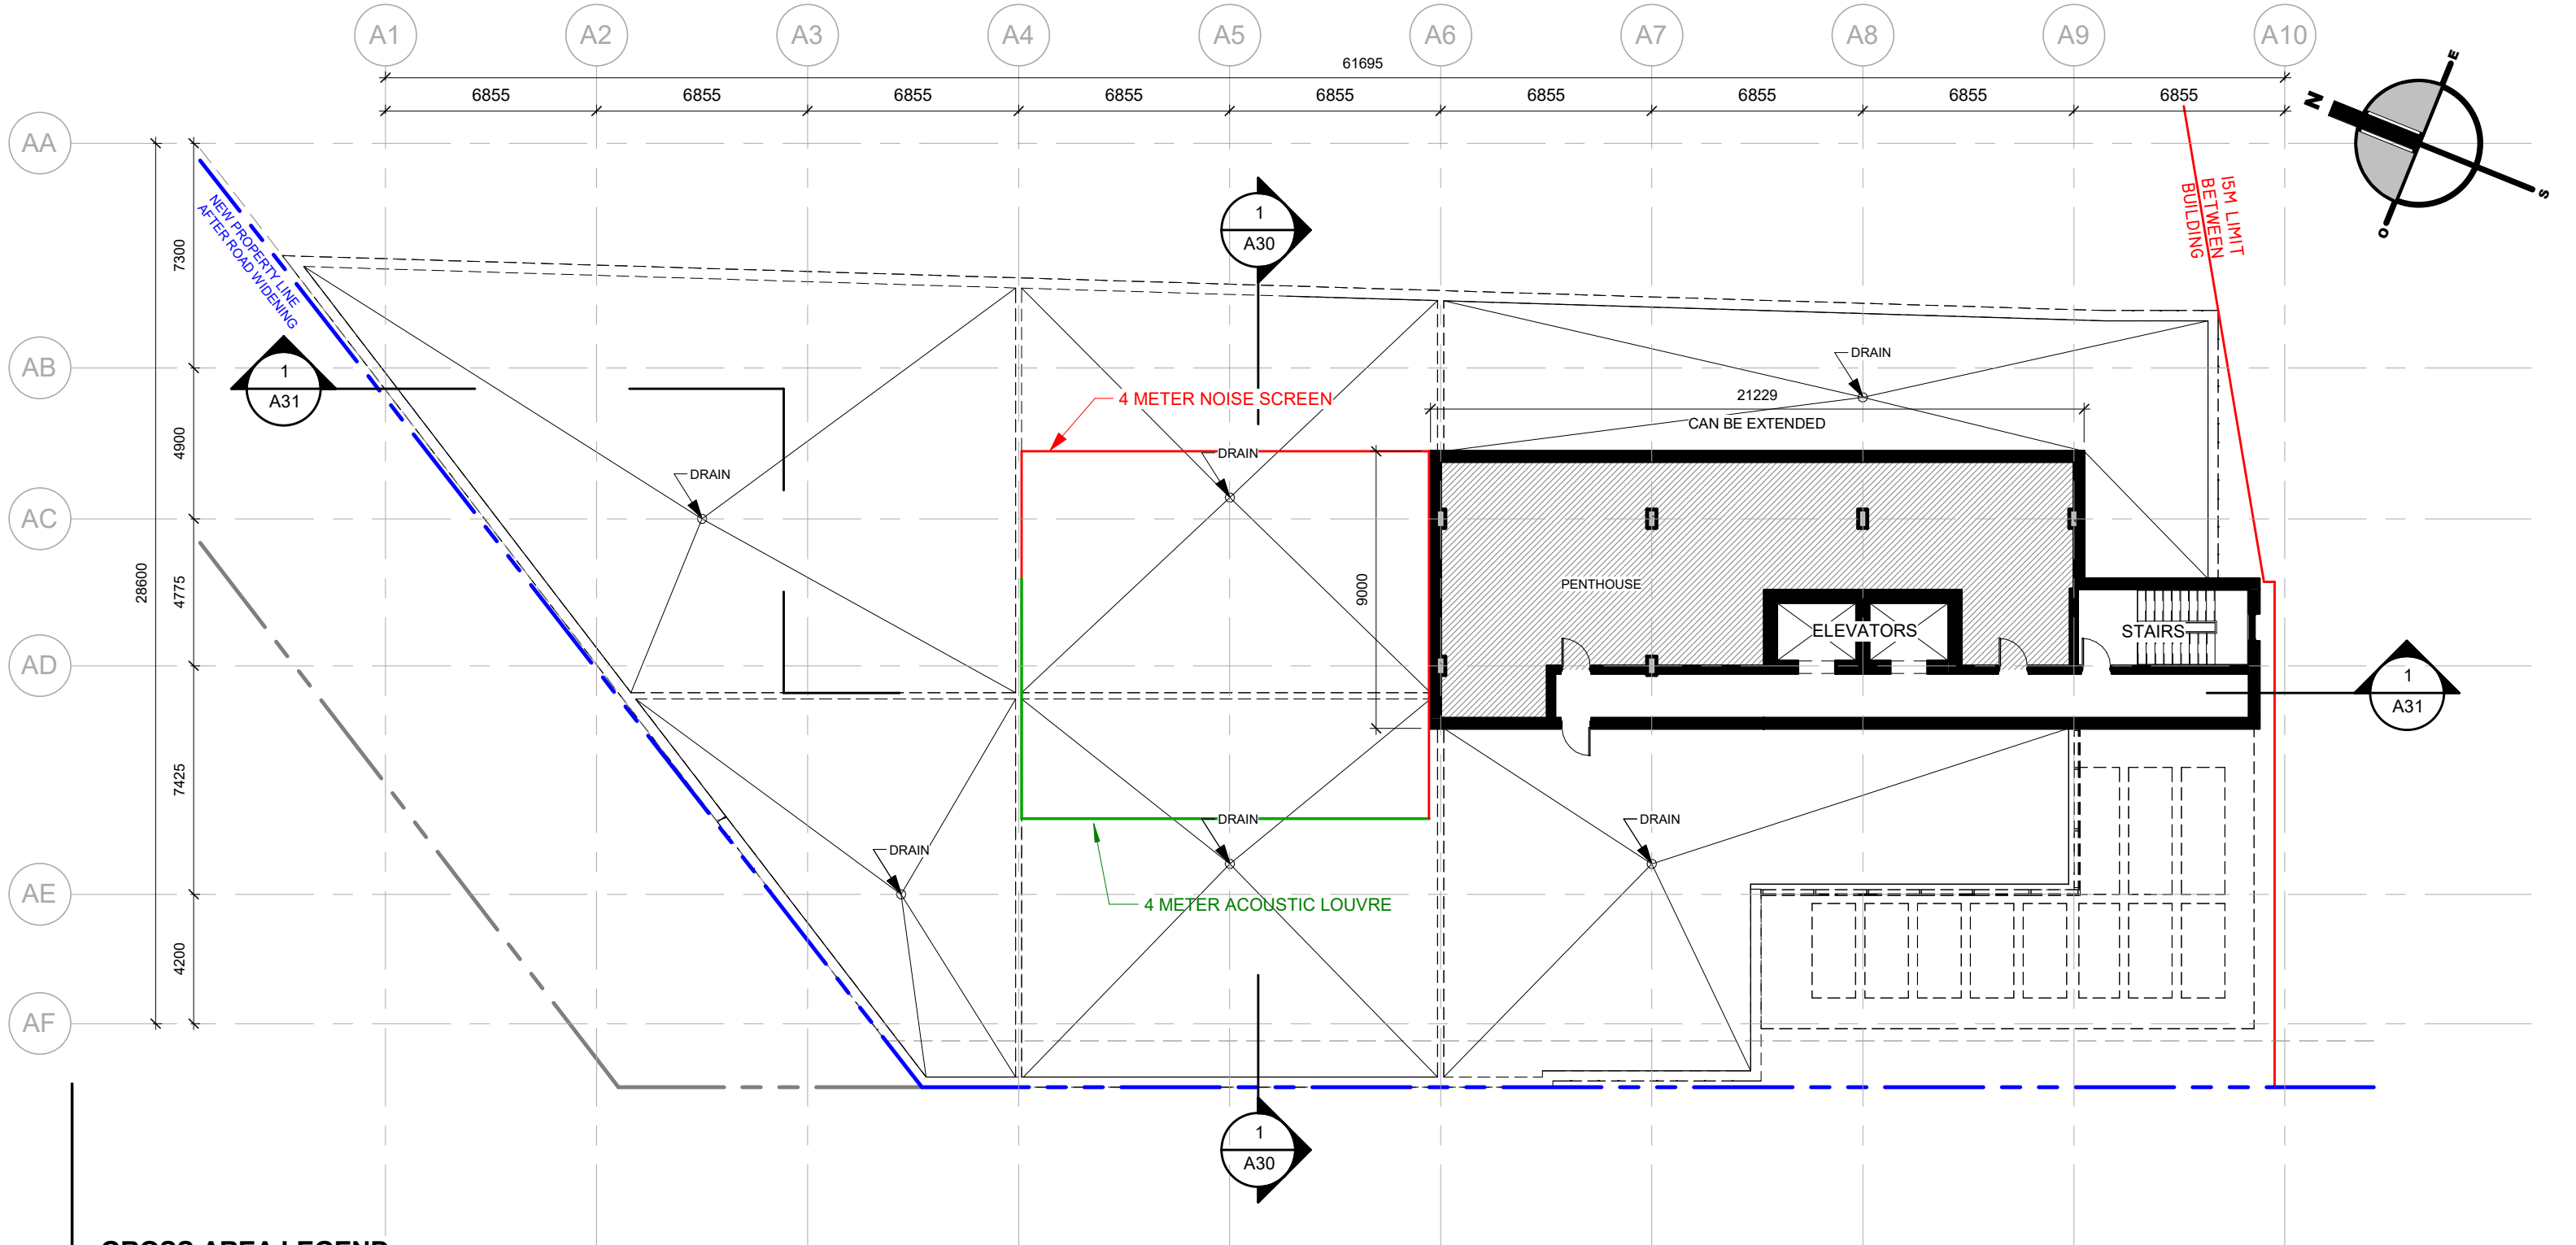 A1 A2 A3 A4 A5 A6 A7 A8 A9 A10
61695
6855 6855 6855 6855 6855 6855 6855 6855 6855
N
E
S
O
AA
AB
AC
AD
AE
AF
28600
7300
4900
4775
7425
4200
NEW PROPERTY LINE
AFTER ROAD WIDENING
15M LIMIT
BETWEEN
BUILDING
1
A30
1
A31
DRAIN
4 METER NOISE SCREEN
21229
CAN BE EXTENDED
DRAIN
DRAIN
9000
PENTHOUSE
ELEVATORS
STAIRS
1
A31
DRAIN
DRAIN
DRAIN
4 METER ACOUSTIC LOUVRE
1
A30
GROSS AREA LEGEND